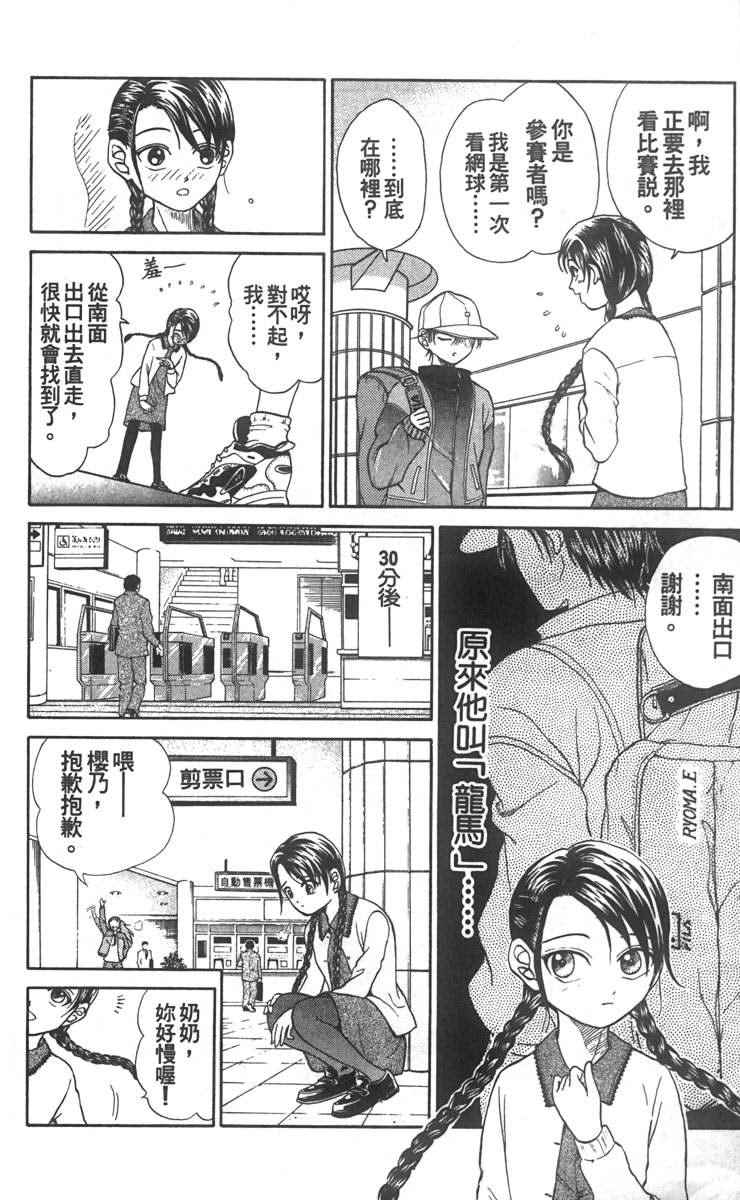 啊，我
正要去那裡
看比賽說。
你是
參賽者嗎？
我是第一次
看網球……
……到底
在哪裡？
哎呀，
對不起，
我……
羞一
從南面
出口出去直走，
很快就會找到了。
南面出口
……
謝謝。
RYOMA.E
FILA
原來他叫「龍馬」……
30分後——
剪票口
自動售票機
喂——
櫻乃，
抱歉抱歉。
奶奶，
妳好慢喔！